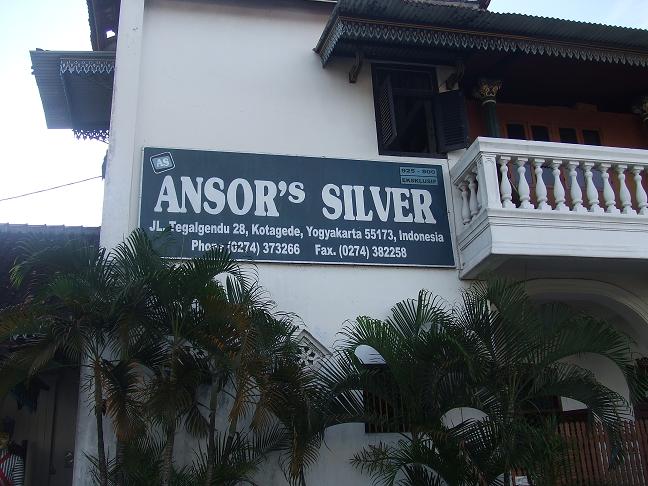 AS
925 - 800
EKSKLUSIF
ANSOR's SILVER
JL. Tegalgendu 28, Kotagede, Yogyakarta 55173, Indonesia
Phone (0274) 373266 Fax. (0274) 382258